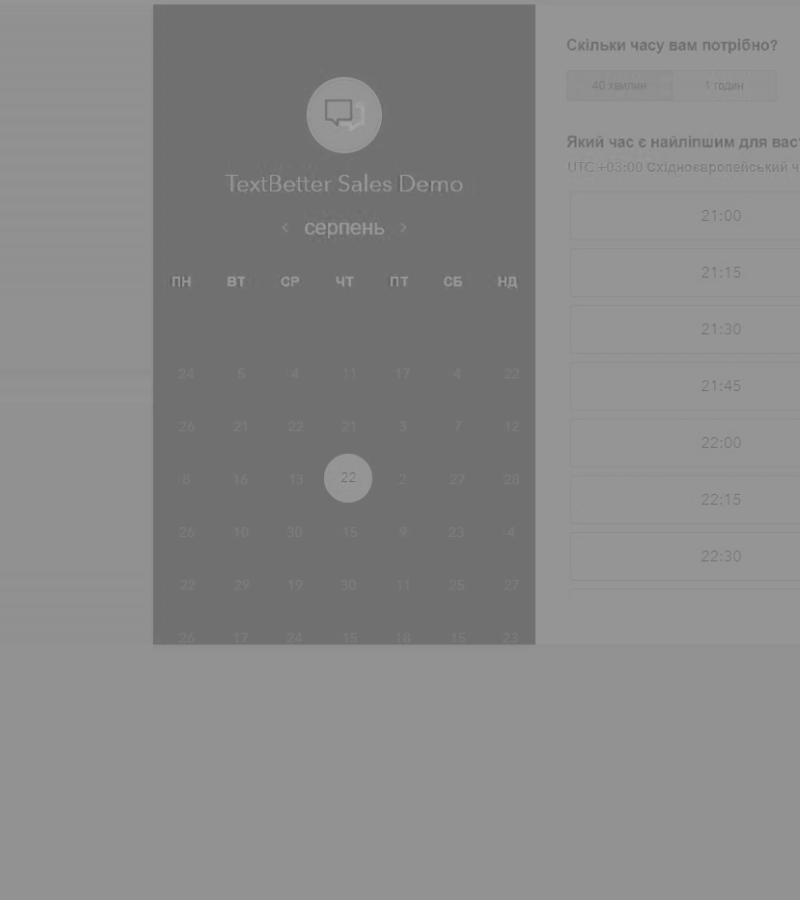 TextBetter Sales Demo
‹ серпень ›
ПН ВТ СР ЧТ ПТ СБ НД
24 5 4 11 17 4 22
26 21 22 21 3 7 12
8 16 13 22 2 27 28
26 10 30 15 9 23 4
22 29 19 30 11 25 27
26 17 24 15 18 15 23
Скільки часу вам потрібно?
40 хвилин 1 годин
Який час є найліпшим для вас?
UTC +03:00 Східноєвропейський
21:00
21:15
21:30
21:45
22:00
22:15
22:30